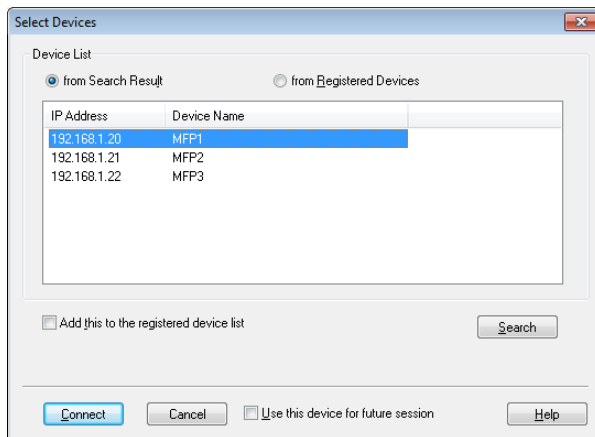 Select Devices
Device List
from Search Result from Registered Devices
IP Address Device Name
192.168.1.20 MFP1
192.168.1.21 MFP2
192.168.1.22 MFP3
Add this to the registered device list
Search
Connect Cancel Use this device for future session Help